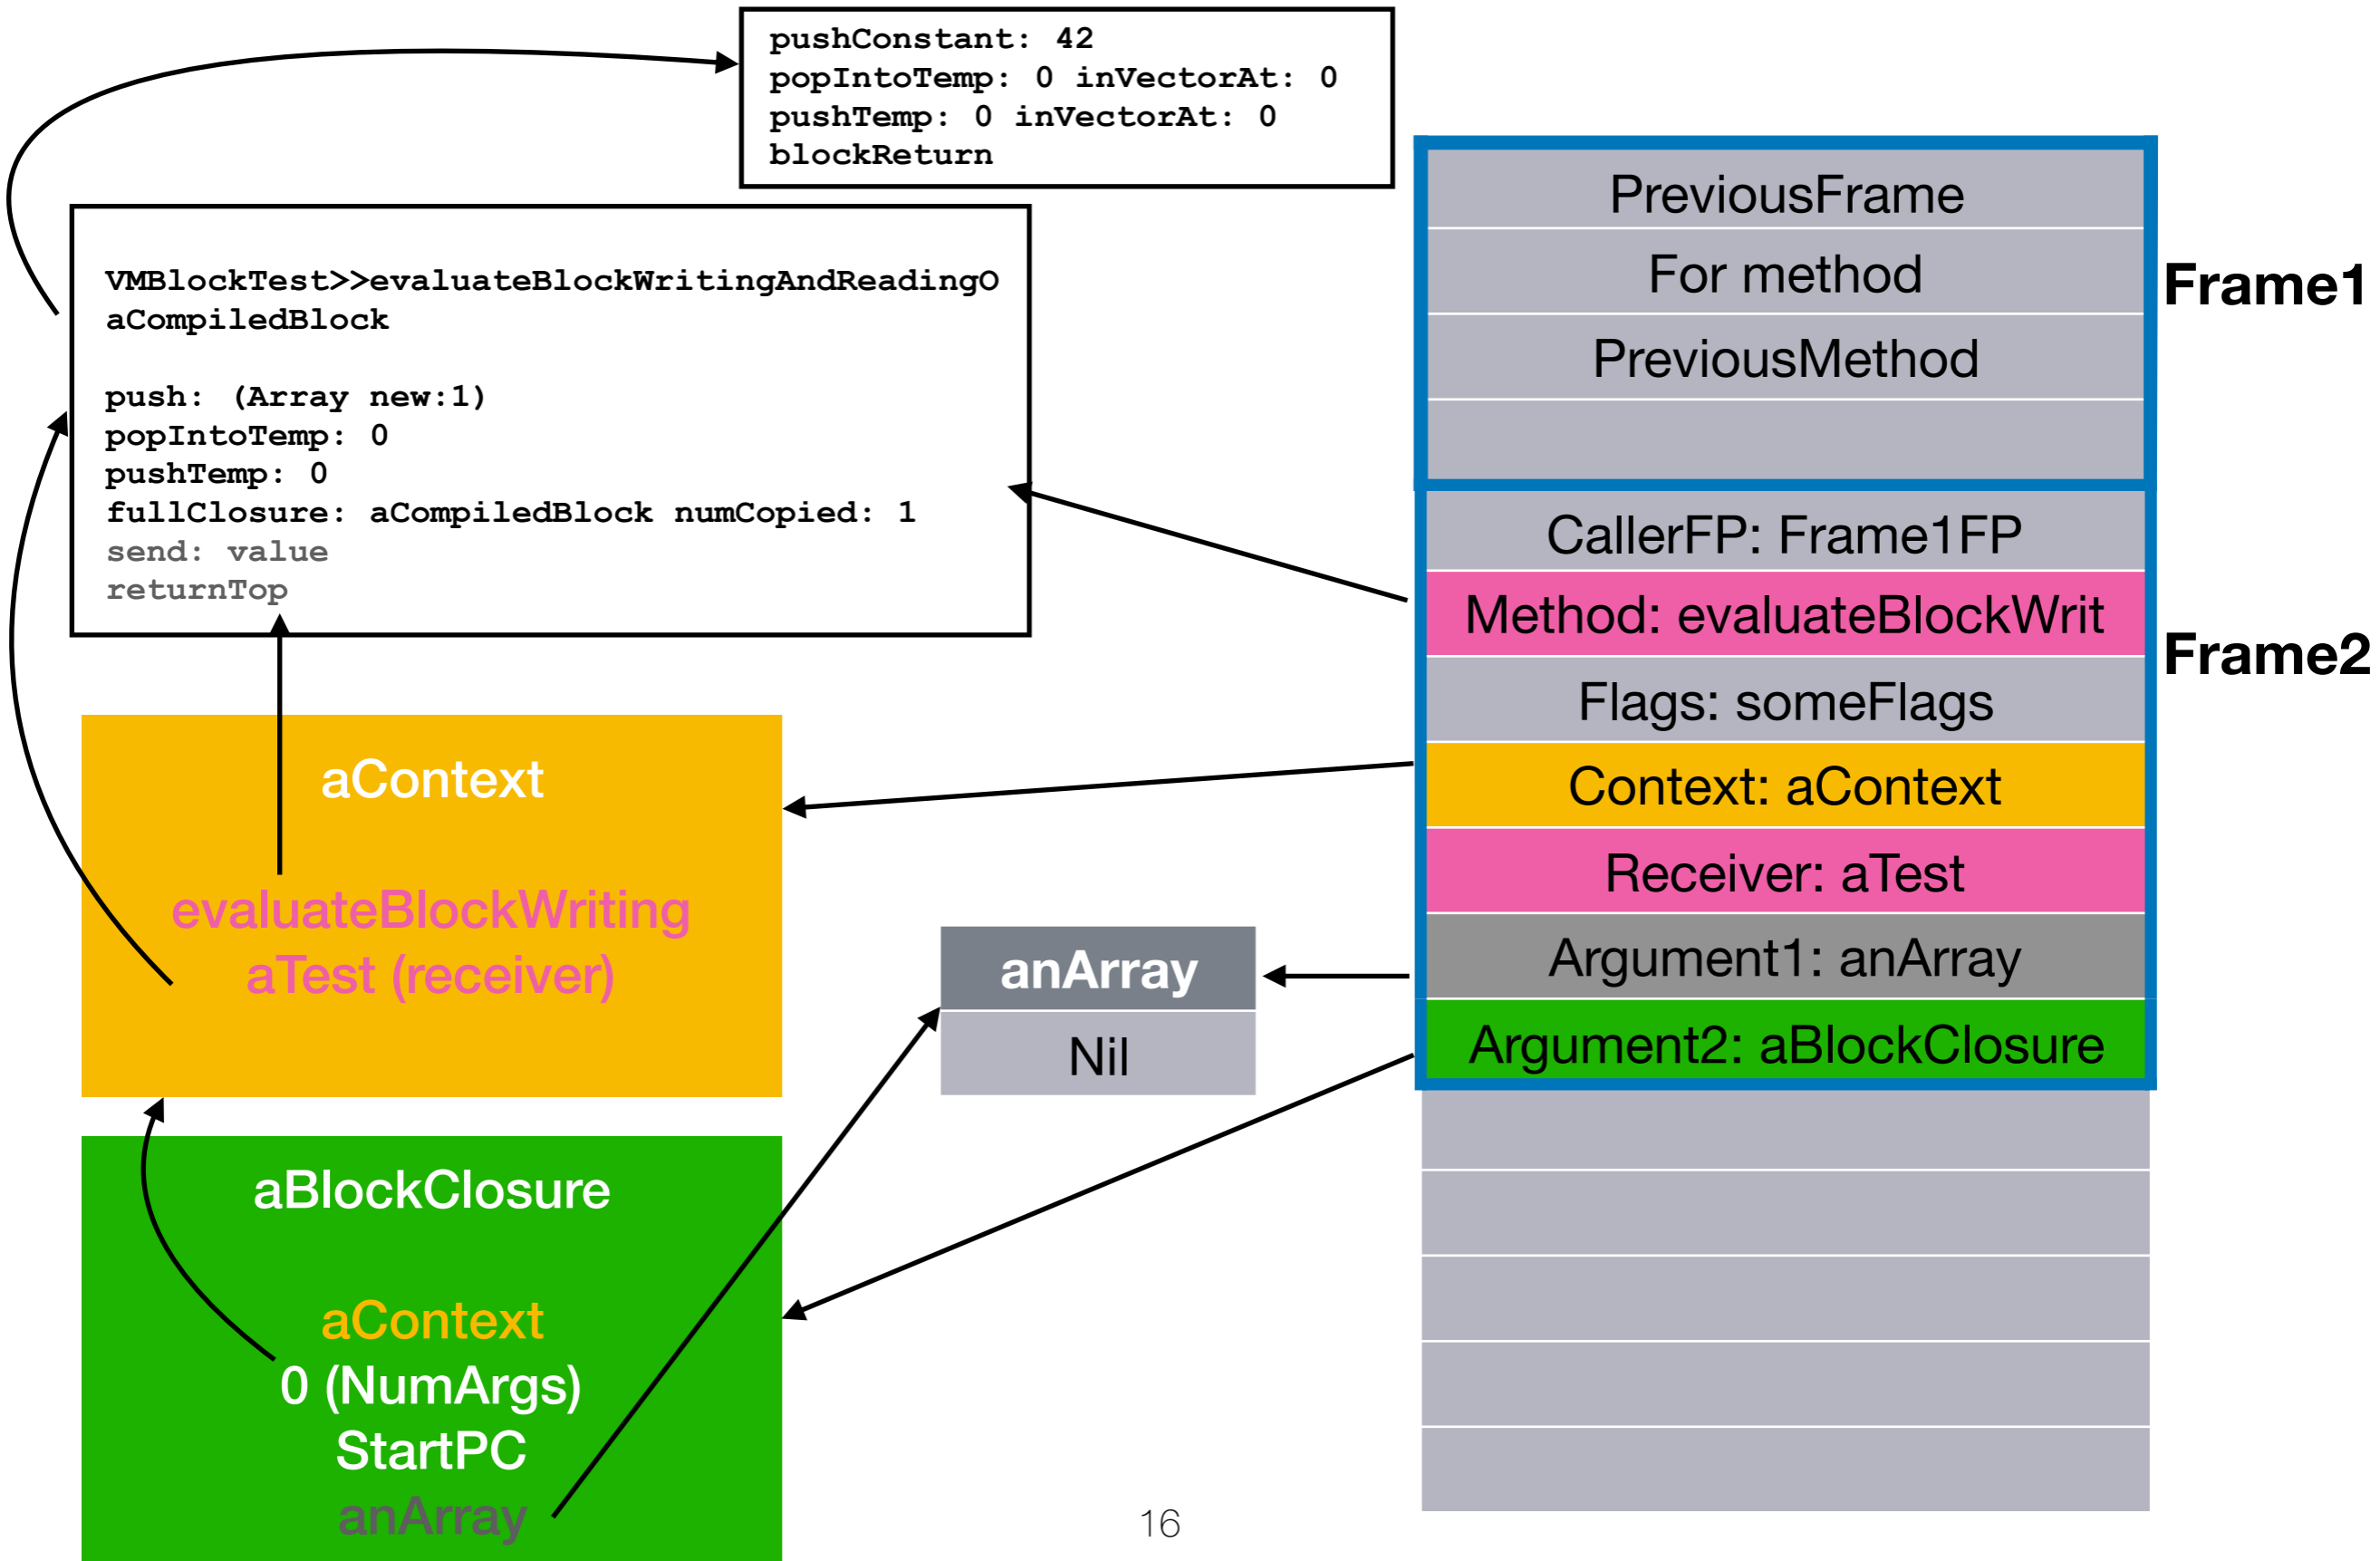 pushConstant: 42
popIntoTemp: 0 inVectorAt: 0
pushTemp: 0 inVectorAt: 0
blockReturn
VMBlockTest>>evaluateBlockWritingAndReadingO
aCompiledBlock
push: (Array new:1)
popIntoTemp: 0
pushTemp: 0
fullClosure: aCompiledBlock numCopied: 1
send: value
returnTop
PreviousFrame
For method
PreviousMethod
Frame1
CallerFP: Frame1FP
Method: evaluateBlockWrit
Flags: someFlags
Context: aContext
Receiver: aTest
Argument1: anArray
Argument2: aBlockClosure
Frame2
aContext
evaluateBlockWriting
aTest (receiver)
anArray
Nil
aBlockClosure
aContext
0 (NumArgs)
StartPC
anArray
16